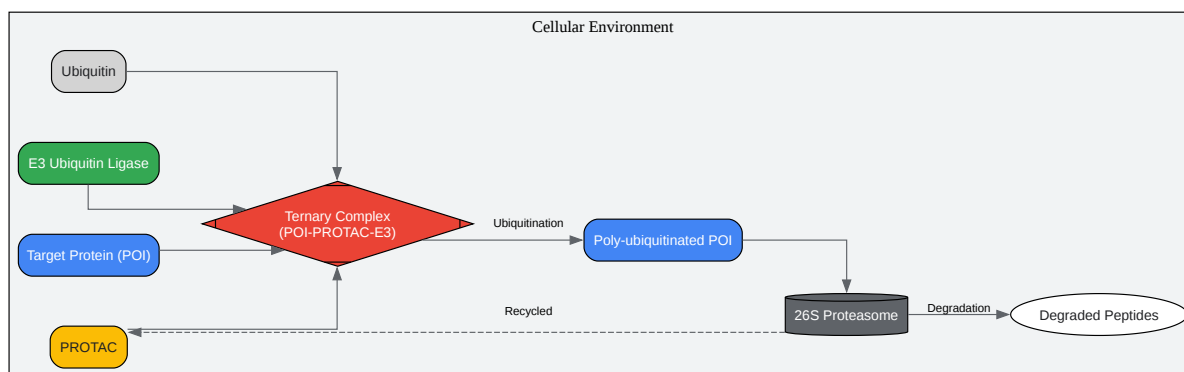 Cellular Environment
Ubiquitin
E3 Ubiquitin Ligase
Target Protein (POI)
PROTAC
Ternary Complex
(POI-PROTAC-E3)
Ubiquitination
Poly-ubiquitinated POI
Recycled
26S Proteasome
Degradation
Degraded Peptides